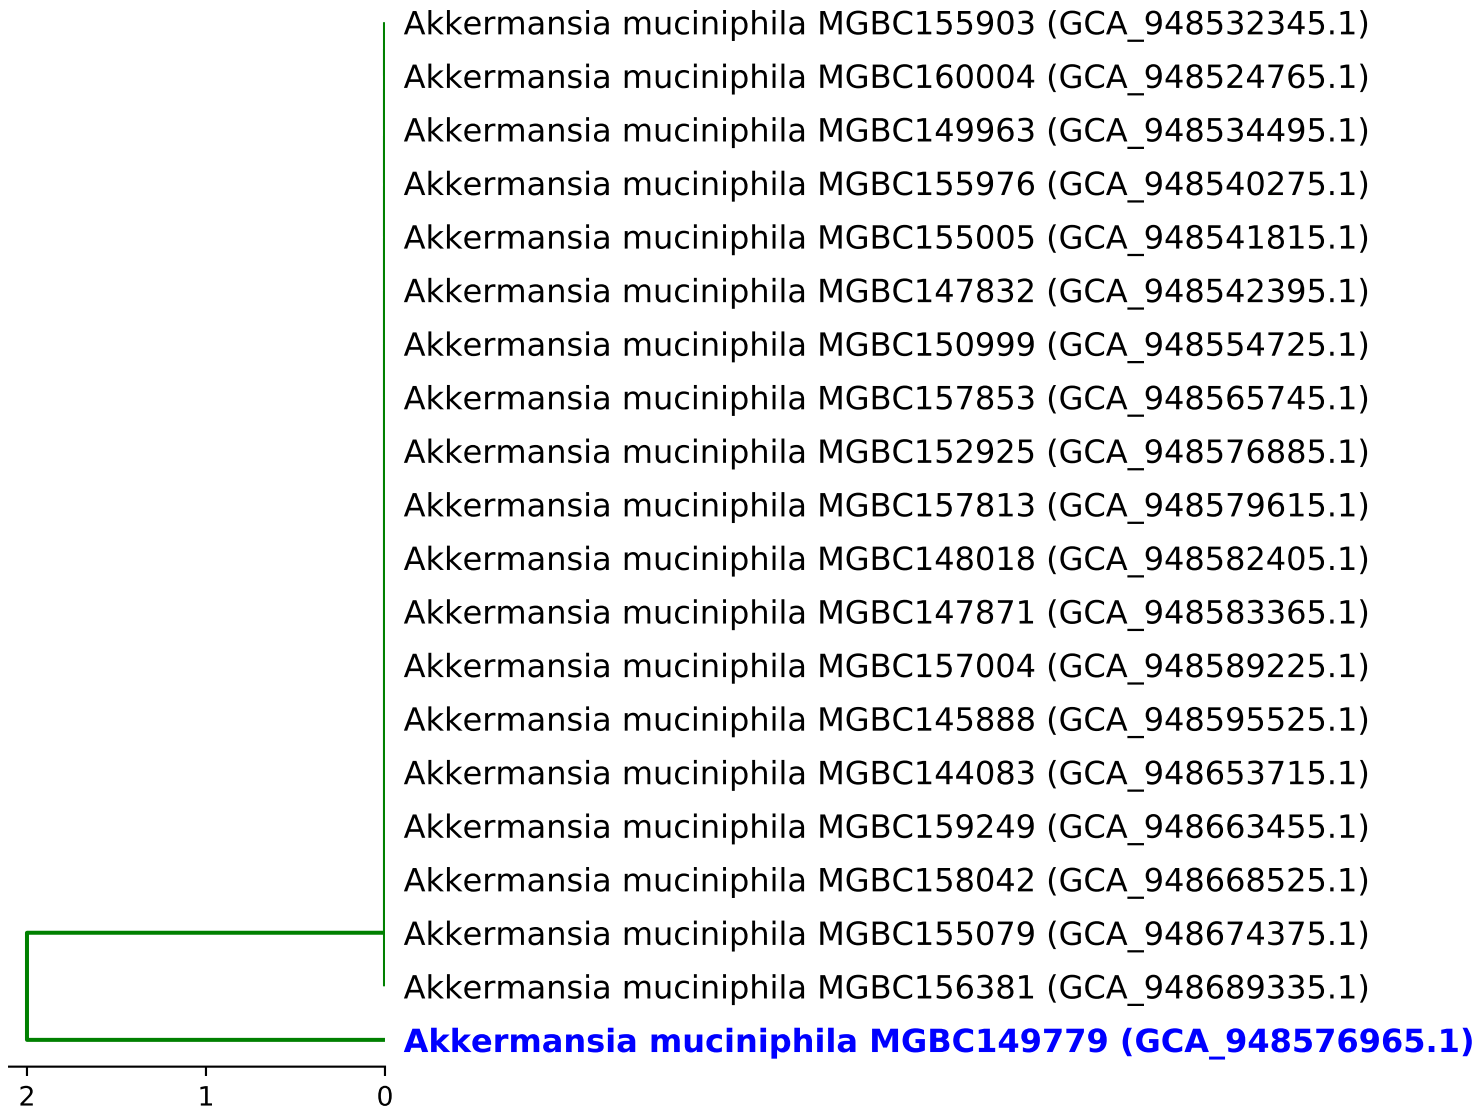 Akkermansia muciniphila MGBC155903 (GCA_948532345.1)
Akkermansia muciniphila MGBC160004 (GCA_948524765.1)
Akkermansia muciniphila MGBC149963 (GCA_948534495.1)
Akkermansia muciniphila MGBC155976 (GCA_948540275.1)
Akkermansia muciniphila MGBC155005 (GCA_948541815.1)
Akkermansia muciniphila MGBC147832 (GCA_948542395.1)
Akkermansia muciniphila MGBC150999 (GCA_948554725.1)
Akkermansia muciniphila MGBC157853 (GCA_948565745.1)
Akkermansia muciniphila MGBC152925 (GCA_948576885.1)
Akkermansia muciniphila MGBC157813 (GCA_948579615.1)
Akkermansia muciniphila MGBC148018 (GCA_948582405.1)
Akkermansia muciniphila MGBC147871 (GCA_948583365.1)
Akkermansia muciniphila MGBC157004 (GCA_948589225.1)
Akkermansia muciniphila MGBC145888 (GCA_948595525.1)
Akkermansia muciniphila MGBC144083 (GCA_948653715.1)
Akkermansia muciniphila MGBC159249 (GCA_948663455.1)
Akkermansia muciniphila MGBC158042 (GCA_948668525.1)
Akkermansia muciniphila MGBC155079 (GCA_948674375.1)
Akkermansia muciniphila MGBC156381 (GCA_948689335.1)
Akkermansia muciniphila MGBC149779 (GCA_948576965.1)
2 1 0